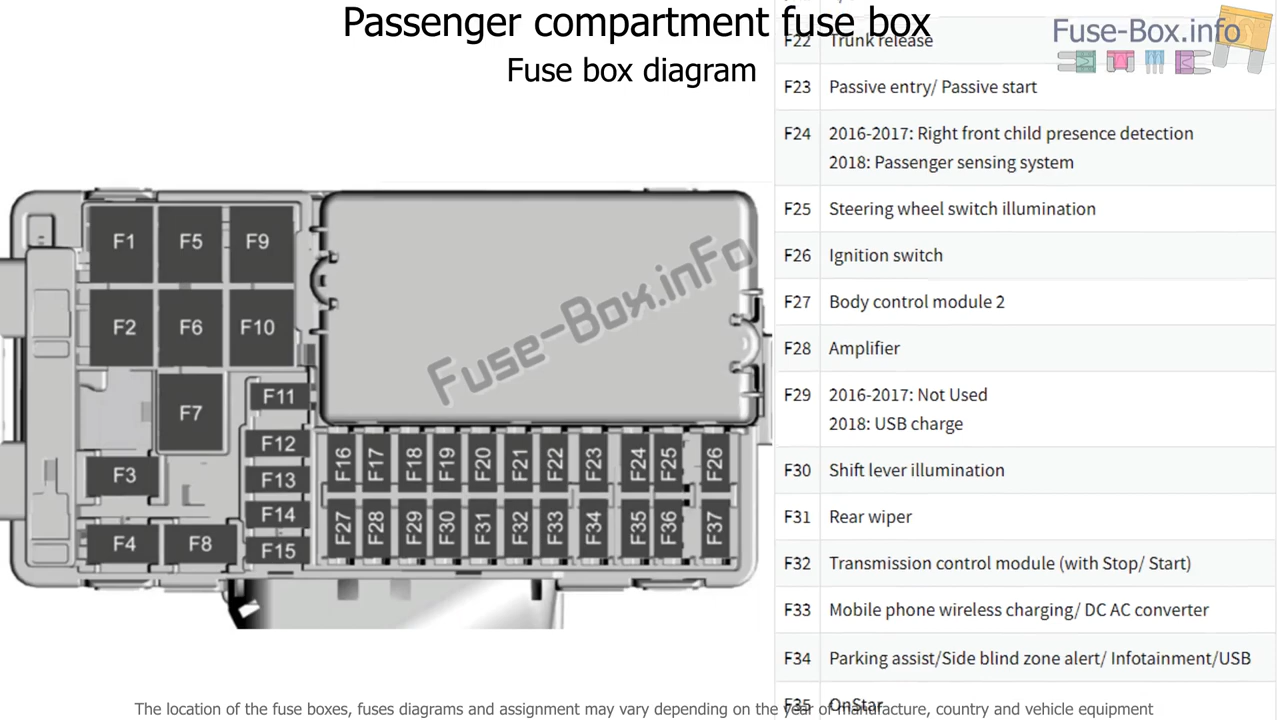 Passenger compartment fuse box
Fuse box diagram
Fuse-Box.info
F22 Trunk release
F23 Passive entry/ Passive start
F24 2016-2017: Right front child presence detection
2018: Passenger sensing system
F25 Steering wheel switch illumination
F26 Ignition switch
F27 Body control module 2
F28 Amplifier
F29 2016-2017: Not Used
2018: USB charge
F30 Shift lever illumination
F31 Rear wiper
F32 Transmission control module (with Stop/ Start)
F33 Mobile phone wireless charging/ DC AC converter
F34 Parking assist/Side blind zone alert/ Infotainment/USB
F35 OnStar
F1 F5 F9
F2 F6 F10
F7 F11
F12
F3 F13
F14
F4 F8 F15
F16 F17 F18 F19 F20 F21 F22 F23 F24 F25 F26
F27 F28 F29 F30 F31 F32 F33 F34 F35 F36 F37
Fuse-Box.inFo
The location of the fuse boxes, fuses diagrams and assignment may vary depending on the year of manufacture, country and vehicle equipment